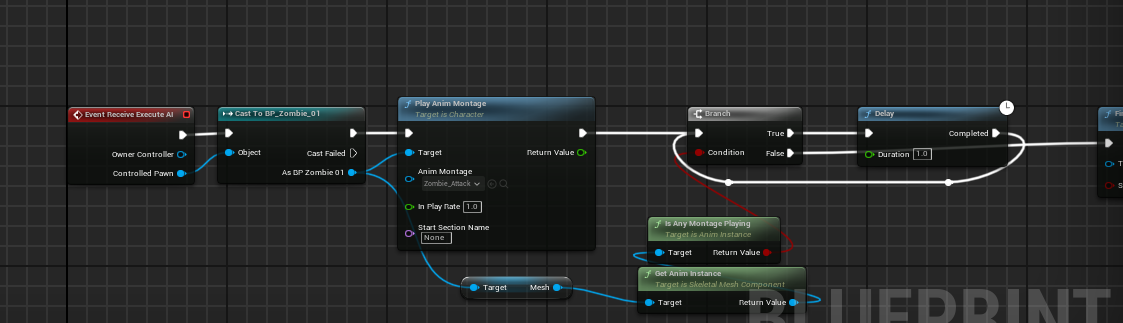 Event Receive Execute AI
Owner Controller
Controlled Pawn
Cast To BP_Zombie_01
Object
Cast Failed
As BP Zombie 01
Play Anim Montage
Target is Character
Target
Return Value
Anim Montage
Zombie_Attack
In Play Rate 1.0
Start Section Name
None
Branch
True
Condition
False
Delay
Completed
Duration 1.0
Is Any Montage Playing
Target is Anim Instance
Target
Return Value
Target
Mesh
Get Anim Instance
Target is Skeletal Mesh Component
Target
Return Value
BLUEPRINT